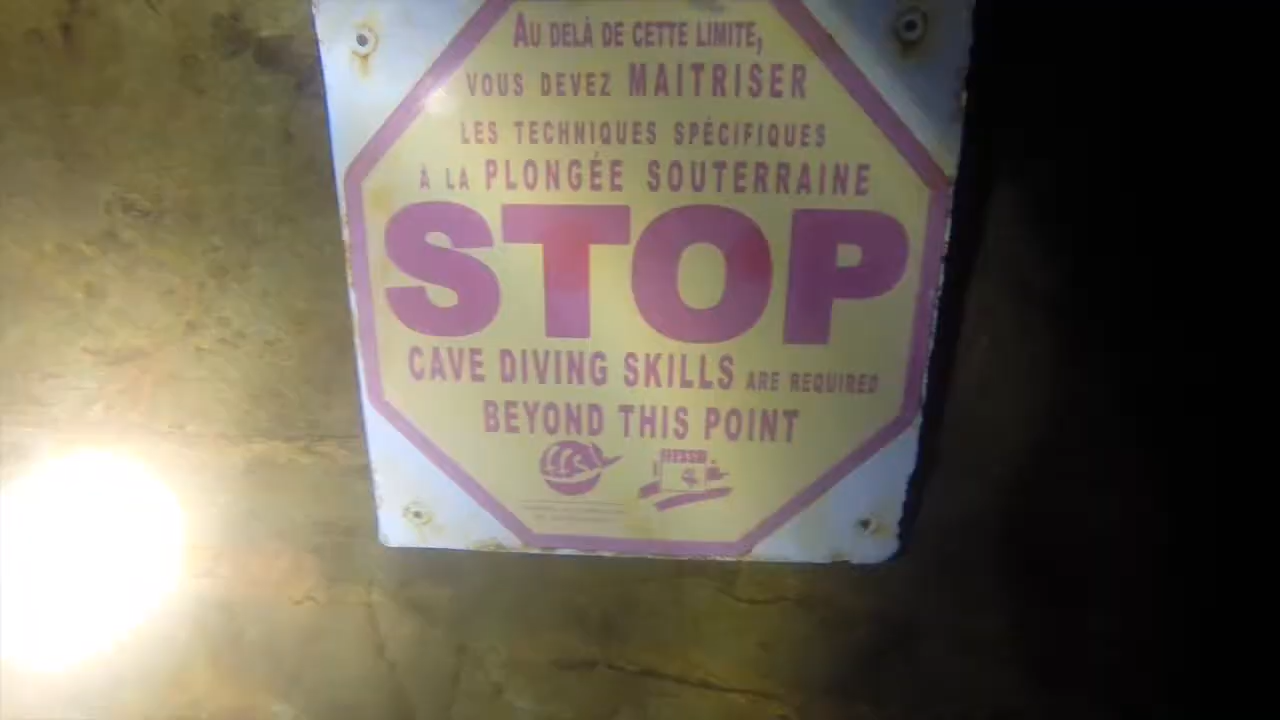 AU DELÀ DE CETTE LIMITE,
VOUS DEVEZ MAITRISER
LES TECHNIQUES SPÉCIFIQUES
À LA PLONGÉE SOUTERRAINE
STOP
CAVE DIVING SKILLS ARE REQUIRED
BEYOND THIS POINT